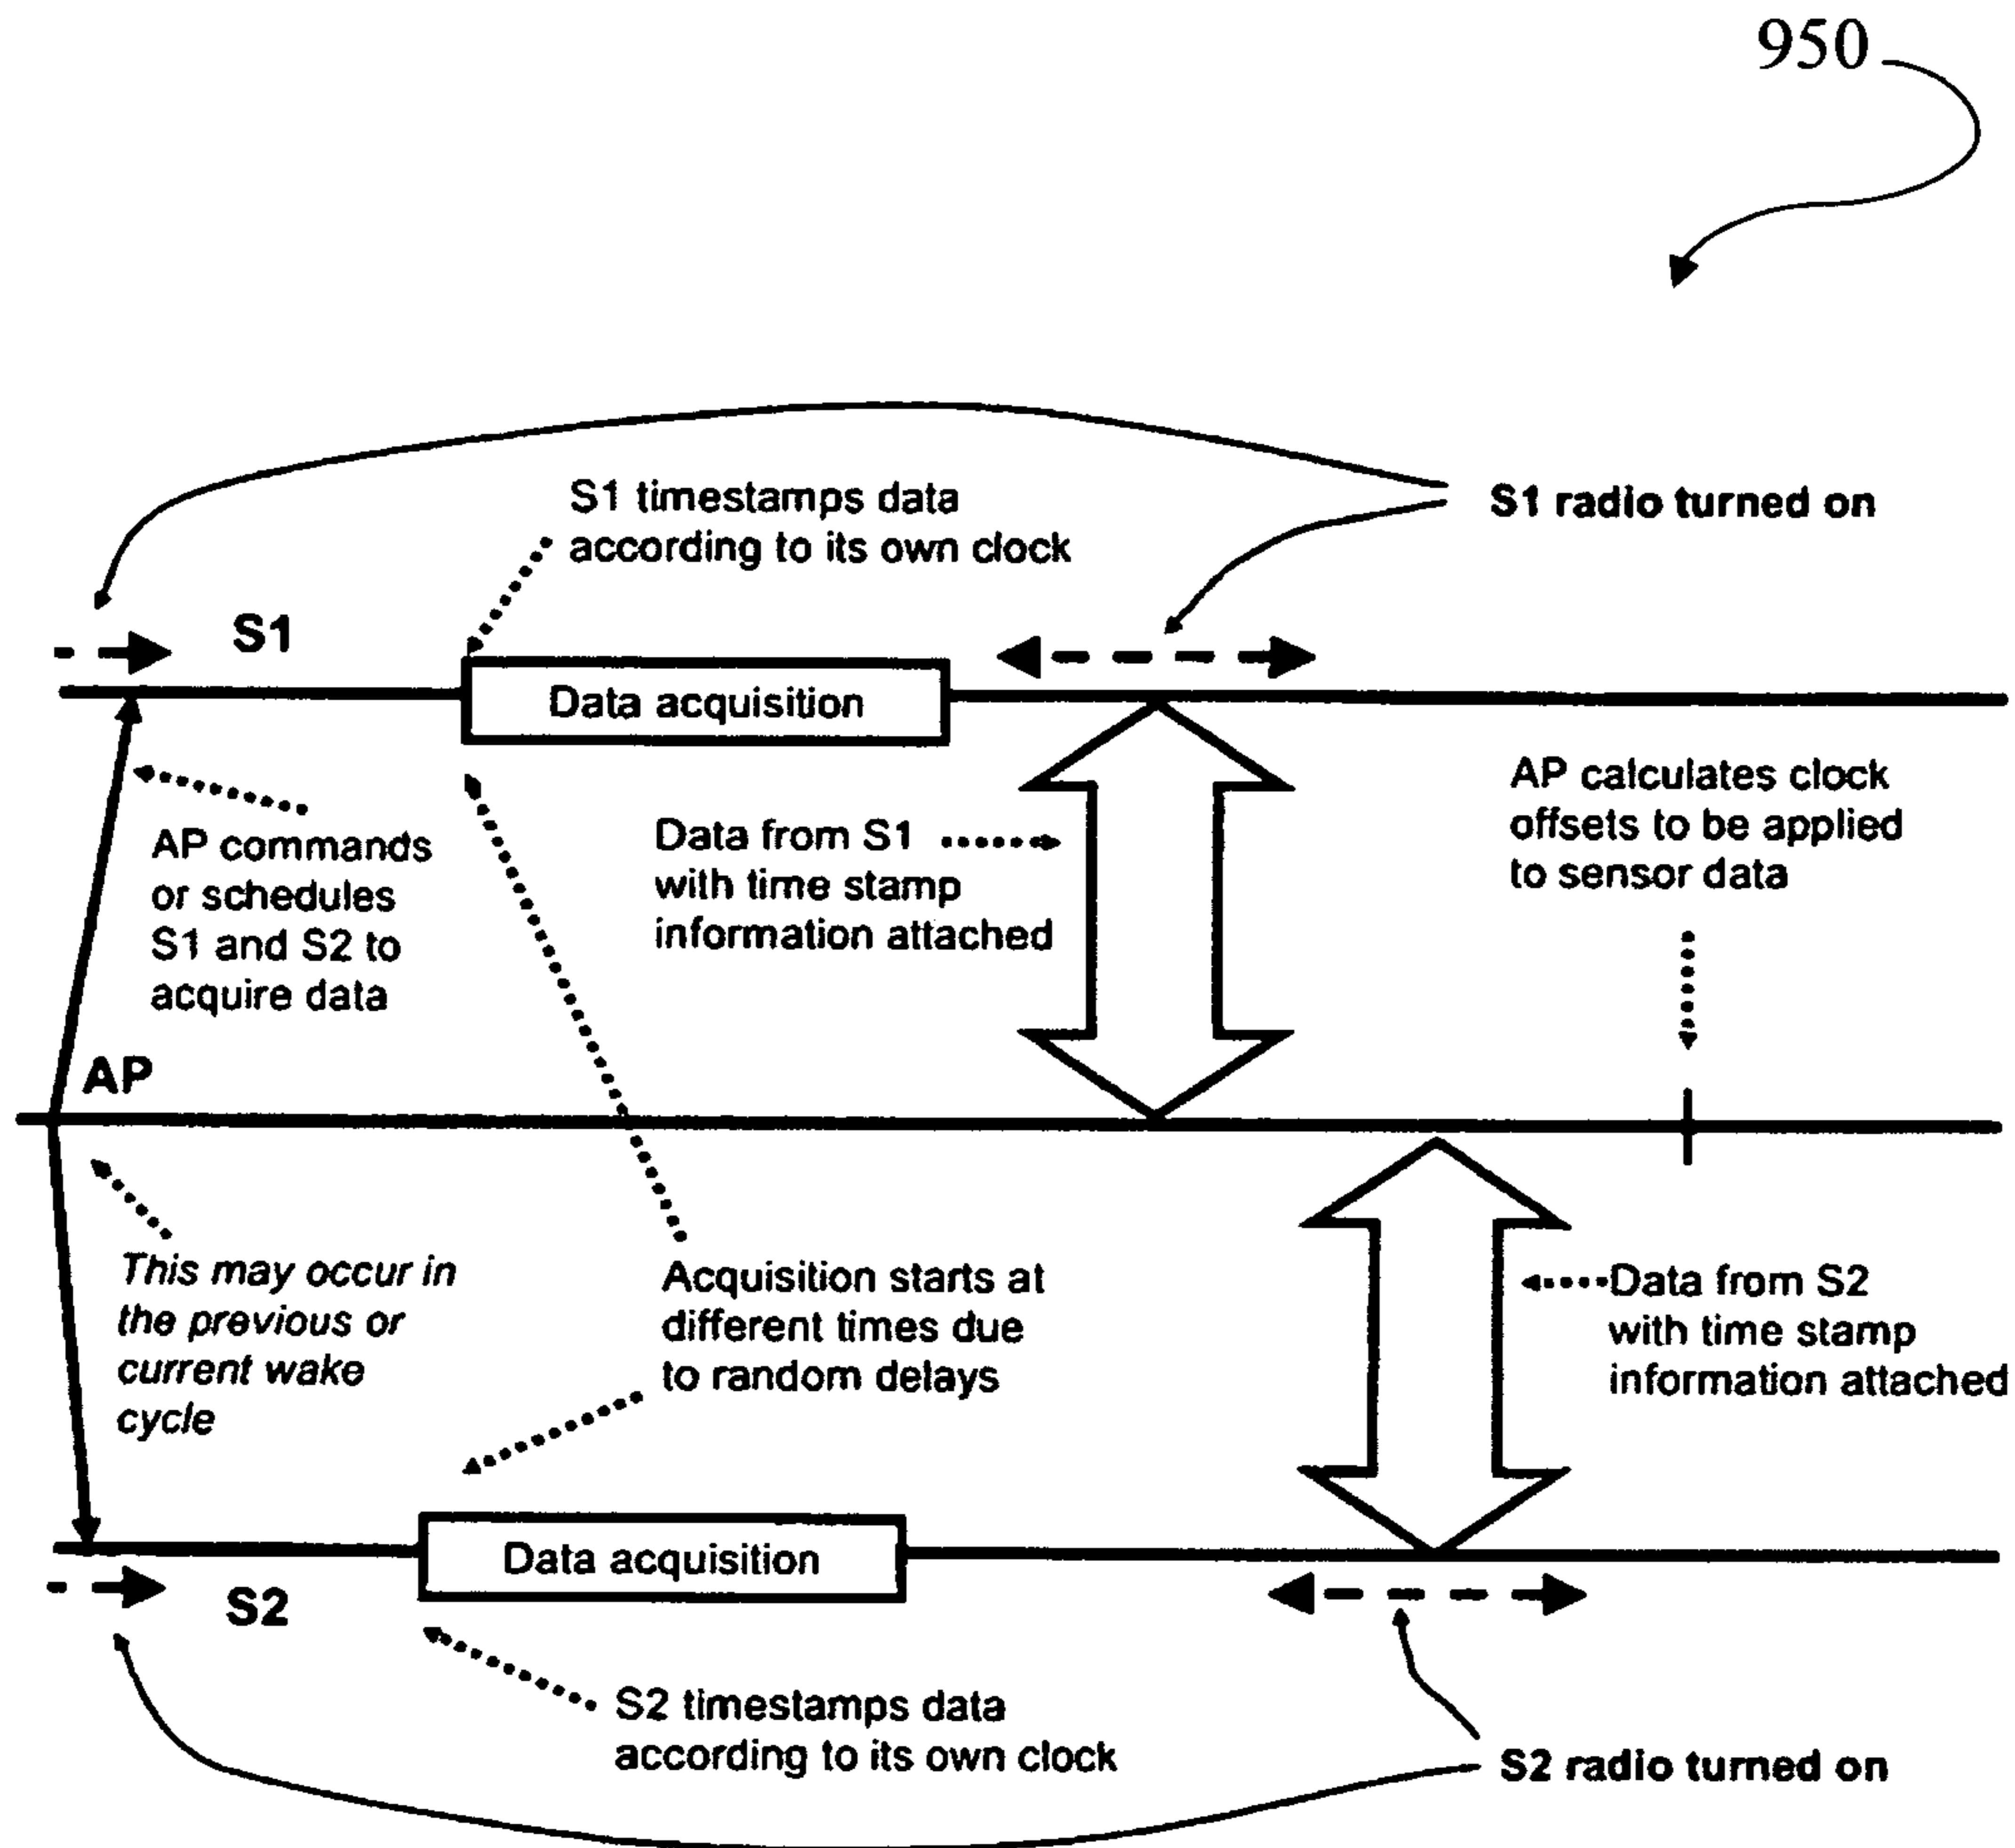 950
S1 timestamps data
according to its own clock
S1 radio turned on
S1
Data acquisition
AP commands
or schedules
S1 and S2 to
acquire data
Data from S1
with time stamp
information attached
AP calculates clock
offsets to be applied
to sensor data
AP
This may occur in
the previous or
current wake
cycle
Acquisition starts at
different times due
to random delays
Data from S2
with time stamp
information attached
Data acquisition
S2
S2 timestamps data
according to its own clock
S2 radio turned on